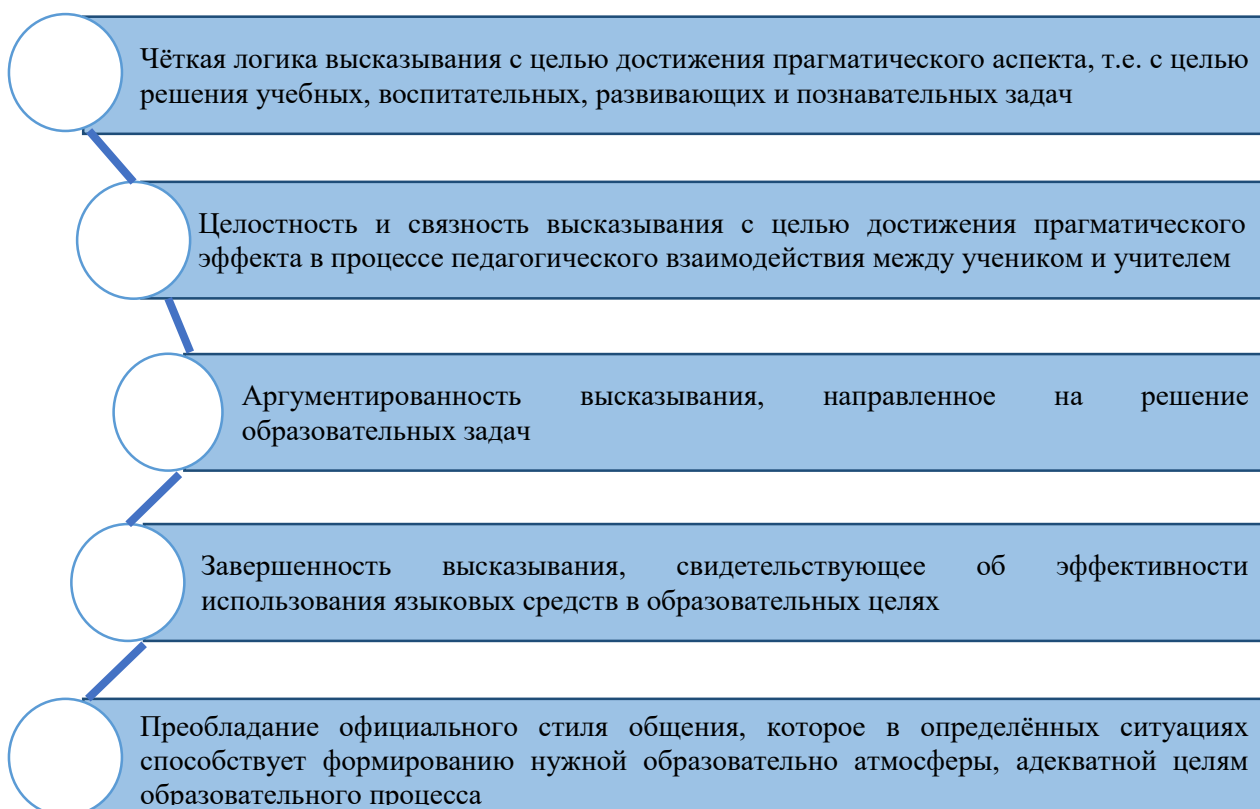 Чёткая логика высказывания с целью достижения прагматического аспекта, т.е. с целью
решения учебных, воспитательных, развивающих и познавательных задач
Целостность и связность высказывания с целью достижения прагматического
эффекта в процессе педагогического взаимодействия между учеником и учителем
Аргументированность высказывания, направленное на решение
образовательных задач
Завершенность высказывания, свидетельствующее об эффективности
использования языковых средств в образовательных целях
Преобладание официального стиля общения, которое в определённых ситуациях
способствует формированию нужной образовательно атмосферы, адекватной целям
образовательного процесса